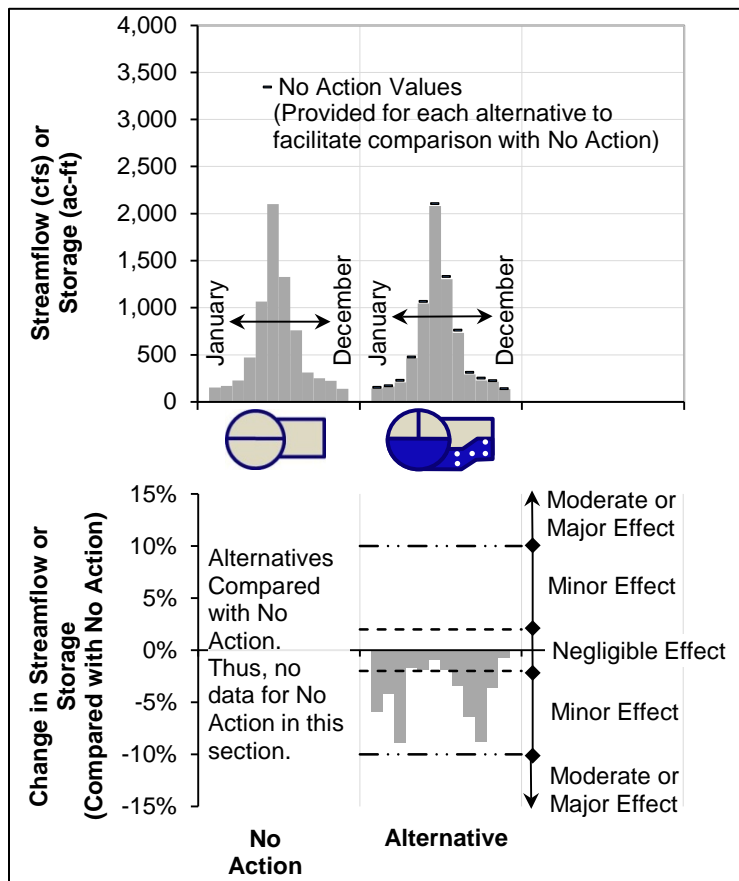 4,000
3,500
3,000
2,500
2,000
1,500
1,000
500
0
Streamflow (cfs) or
Storage (ac-ft)
- No Action Values
(Provided for each alternative to
facilitate comparison with No Action)
January
December
January
December
15%
10%
5%
0%
-5%
-10%
-15%
Change in Streamflow or
Storage
(Compared with No Action)
Alternatives
Compared
with No
Action.
Thus, no
data for No
Action in this
section.
Moderate or
Major Effect
Minor Effect
Negligible Effect
Minor Effect
Moderate or
Major Effect
No
Action
Alternative